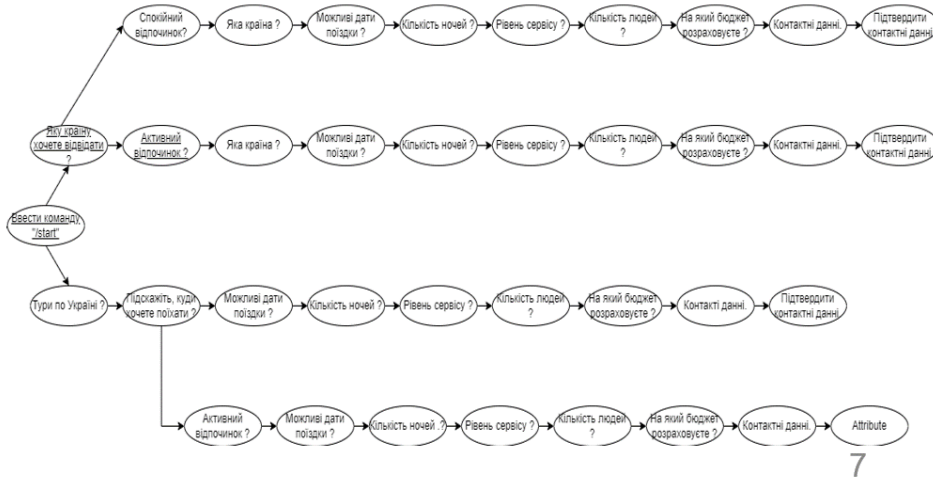 Спокійний
відпочинок?
Яка країна ?
Можливі дати
поїздки ?
Кількість ночей ?
Рівень сервісу ?
Кількість людей
?
На який бюджет
розраховуєте ?
Контактні данні.
Підтвердити
контактні данні
Яку країну
хочете відвідати
?
Активний
відпочинок ?
Яка країна ?
Можливі дати
поїздки ?
Кількість ночей ?
Рівень сервісу ?
Кількість людей
?
На який бюджет
розраховуєте ?
Контактні данні.
Підтвердити
контактні данні
Ввести команду
"/start"
Тури по Україні ?
Підскажіть, куди
хочете поїхати ?
Можливі дати
поїздки ?
Кількість ночей ?
Рівень сервісу ?
Кількість людей
?
На який бюджет
розраховуєте ?
Контакті данні.
Підтвердити
контактні данні
Активний
відпочинок ?
Можливі дати
поїздки ?
Кількість ночей .?
Рівень сервісу ?
Кількість людей
?
На який бюджет
розраховуєте ?
Контактні данні.
Attribute
7